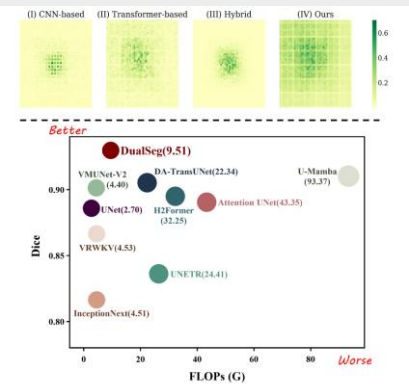 (I) CNN-based (II) Transformer-based (III) Hybrid (IV) Ours
0.6
0.4
0.2
Better
DualSeg(9.51)
VMUNet-V2
(4.40)
DA-TransUNet(22.34)
U-Mamba
(93.37)
0.90
UNet(2.70)
H2Former
(32.25)
Attention UNet(43.35)
VRWKV(4.53)
Dice
0.85
UNETR(24.41)
InceptionNext(4.51)
0.80
Worse
0 20 40 60 80
FLOPs (G)